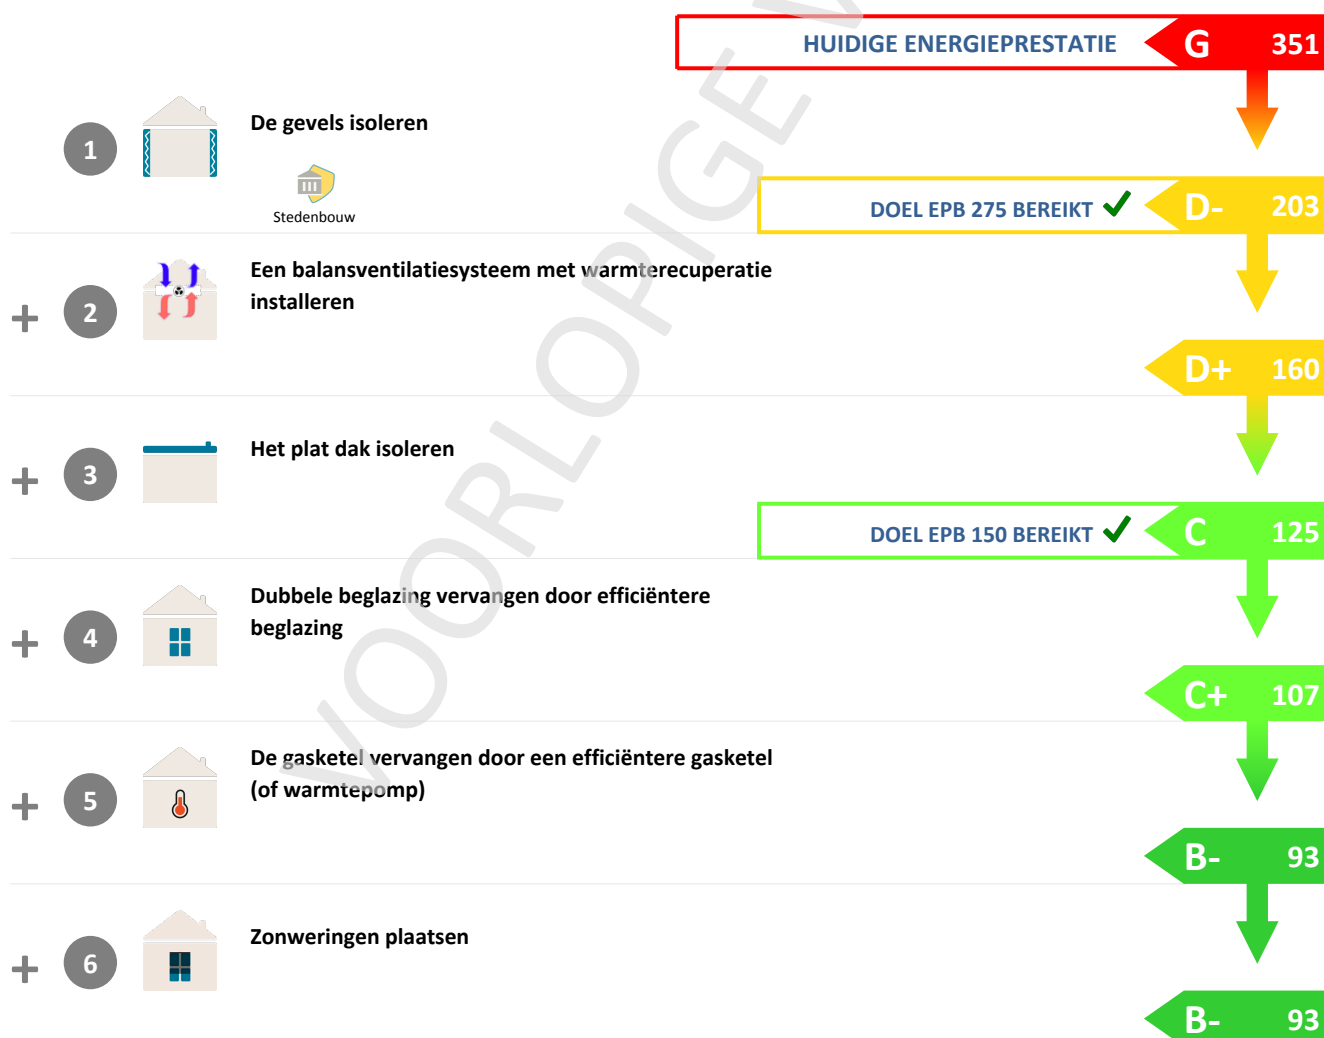 HUIDIGE ENERGIEPRESTATIE G 351
1 De gevels isoleren
Stedenbouw
DOEL EPB 275 BEREIKT D- 203
+ 2 Een balansventilatiesysteem met warmterecuperatie
installeren
D+ 160
+ 3 Het plat dak isoleren
DOEL EPB 150 BEREIKT C 125
+ 4 Dubbele beglazing vervangen door efficiëntere
beglazing
C+ 107
+ 5 De gasketel vervangen door een efficiëntere gasketel
(of warmtepomp)
B- 93
+ 6 Zonweringen plaatsen
B- 93
VOORLOPIGE V